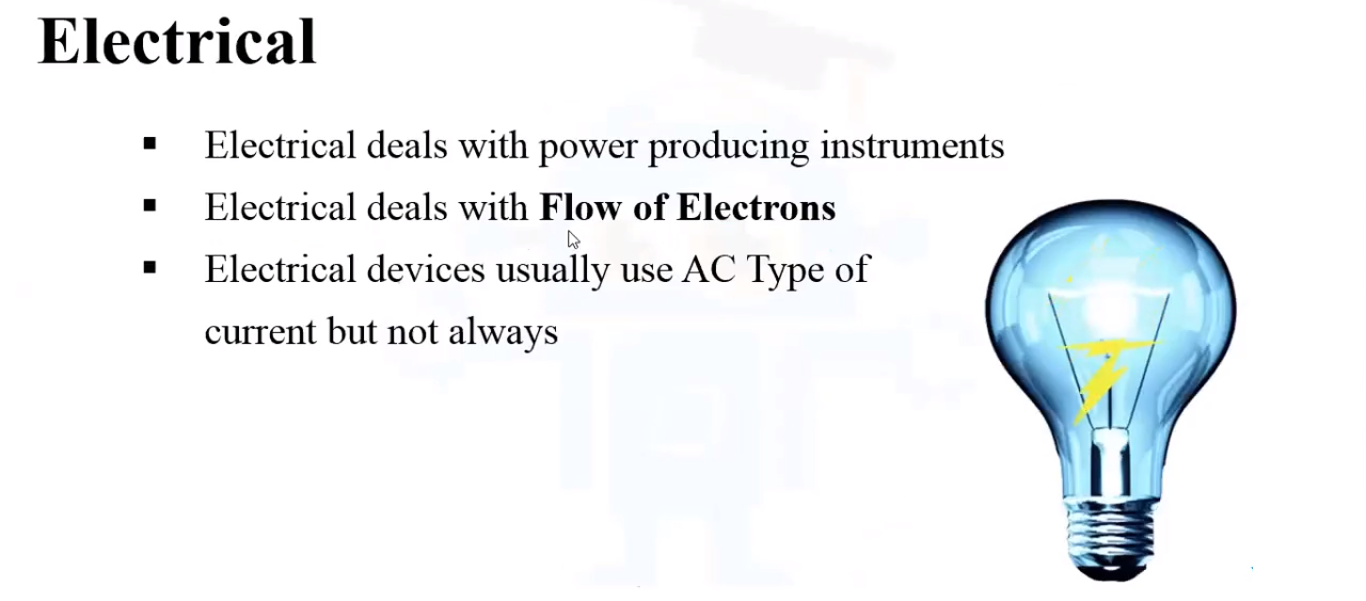 Electrical
▪ Electrical deals with power producing instruments
▪ Electrical deals with Flow of Electrons
▪ Electrical devices usually use AC Type of
current but not always